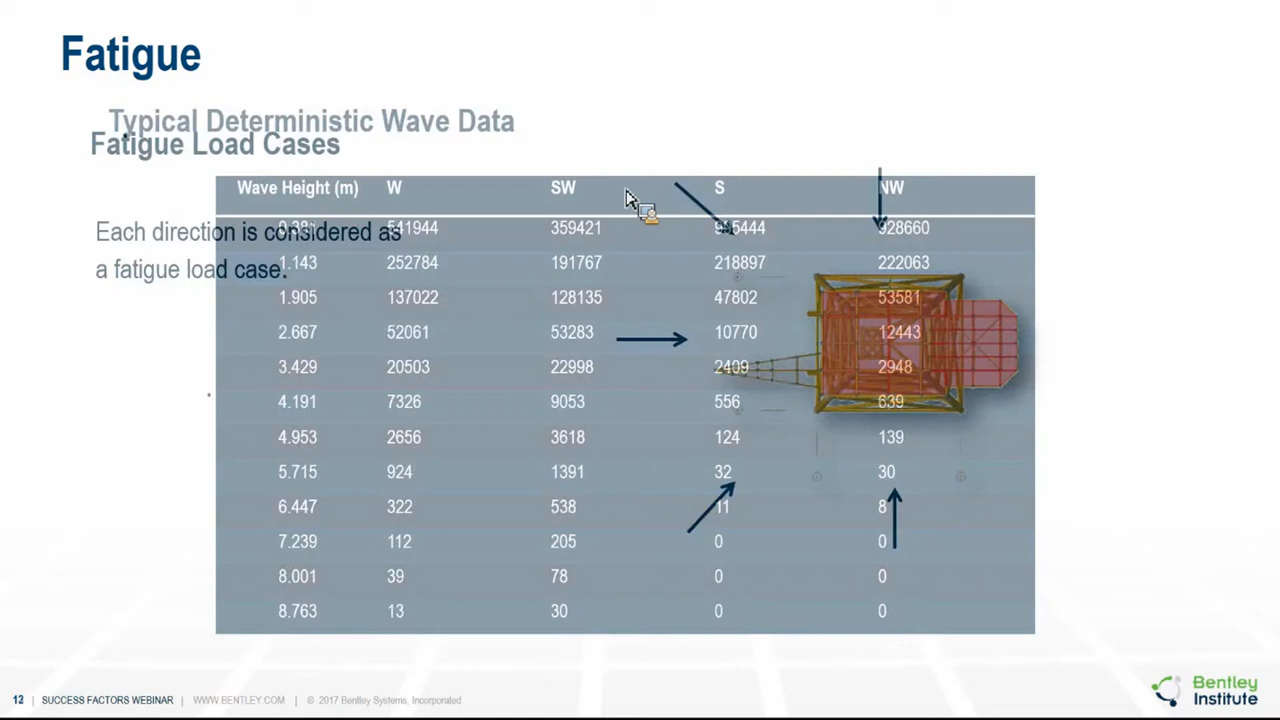 Fatigue
Typical Deterministic Wave Data
Fatigue Load Cases
Each direction is considered as
a fatigue load case.
Wave Height (m) W SW S NW
0.381 541944 359421 915444 928660
1.143 252784 191767 218897 222063
1.905 137022 128135 47802 53581
2.667 52061 53283 10770 12443
3.429 20503 22998 2409 2948
4.191 7326 9053 556 639
4.953 2656 3618 124 139
5.715 924 1391 32 30
6.447 322 538 11 8
7.239 112 205 0 0
8.001 39 78 0 0
8.763 13 30 0 0
SUCCESS FACTORS WEBINAR | WWW.BENTLEY.COM | © 2017 Bentley Systems, Incorporated
Bentley
Institute